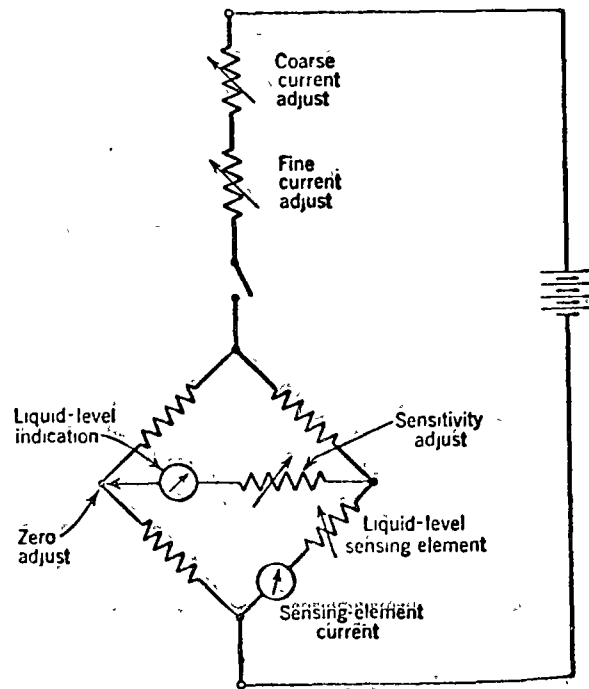 Coarse
current
adjust
Fine
current
adjust
Liquid-level
indication
Sensitivity
adjust
Zero
adjust
Liquid-level
sensing element
Sensing-element
current